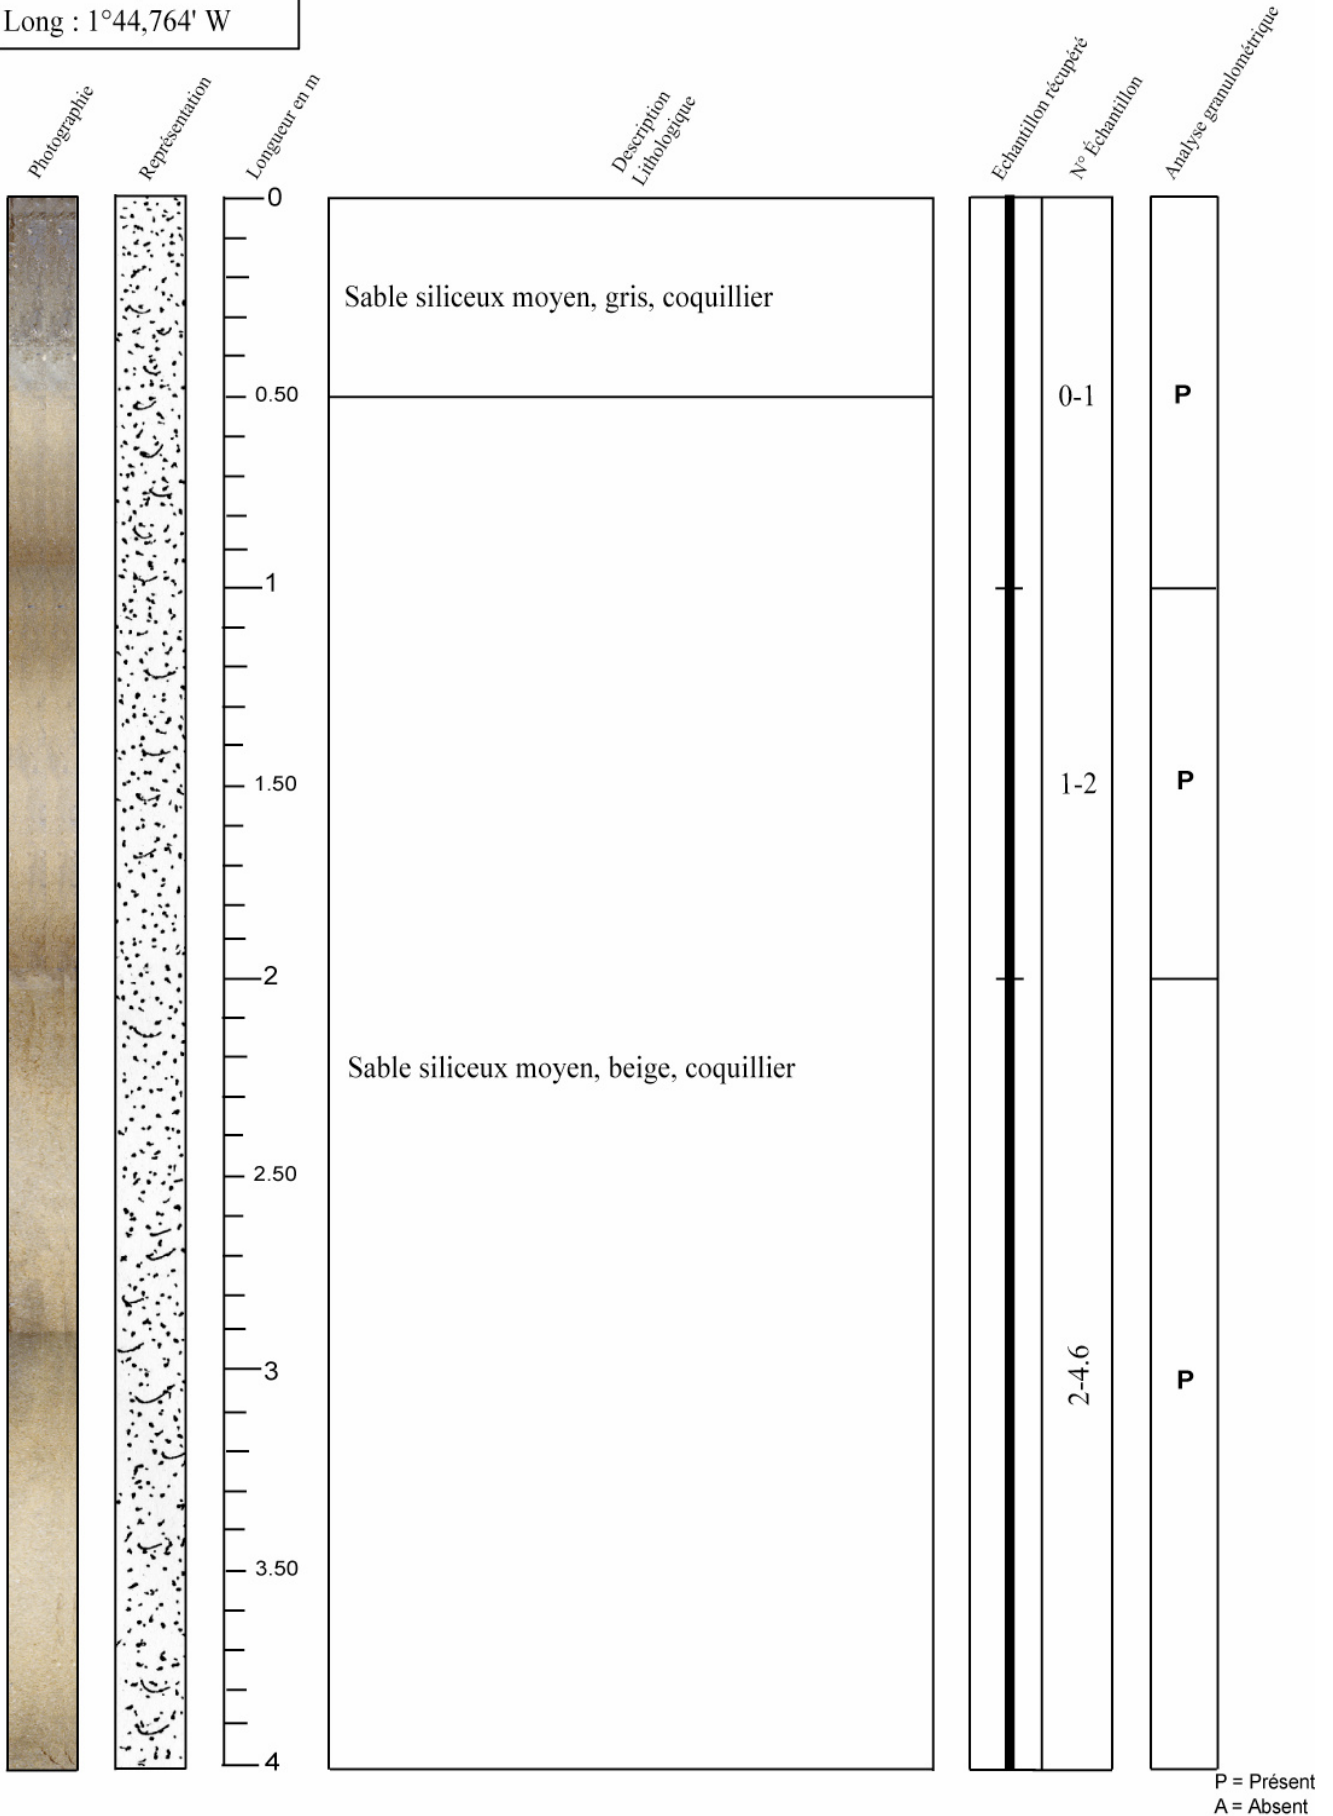 Long : 1°44,764' W
Photographie
Représentation
Longueur en m
Description
Lithologique
Echantillon récupéré
N° Échantillon
Analyse granulométrique
0
Sable siliceux moyen, gris, coquillier
0.50
0-1
P
1
1.50
1-2
P
2
Sable siliceux moyen, beige, coquillier
2.50
3
2-4.6
P
3.50
4
P = Présent
A = Absent